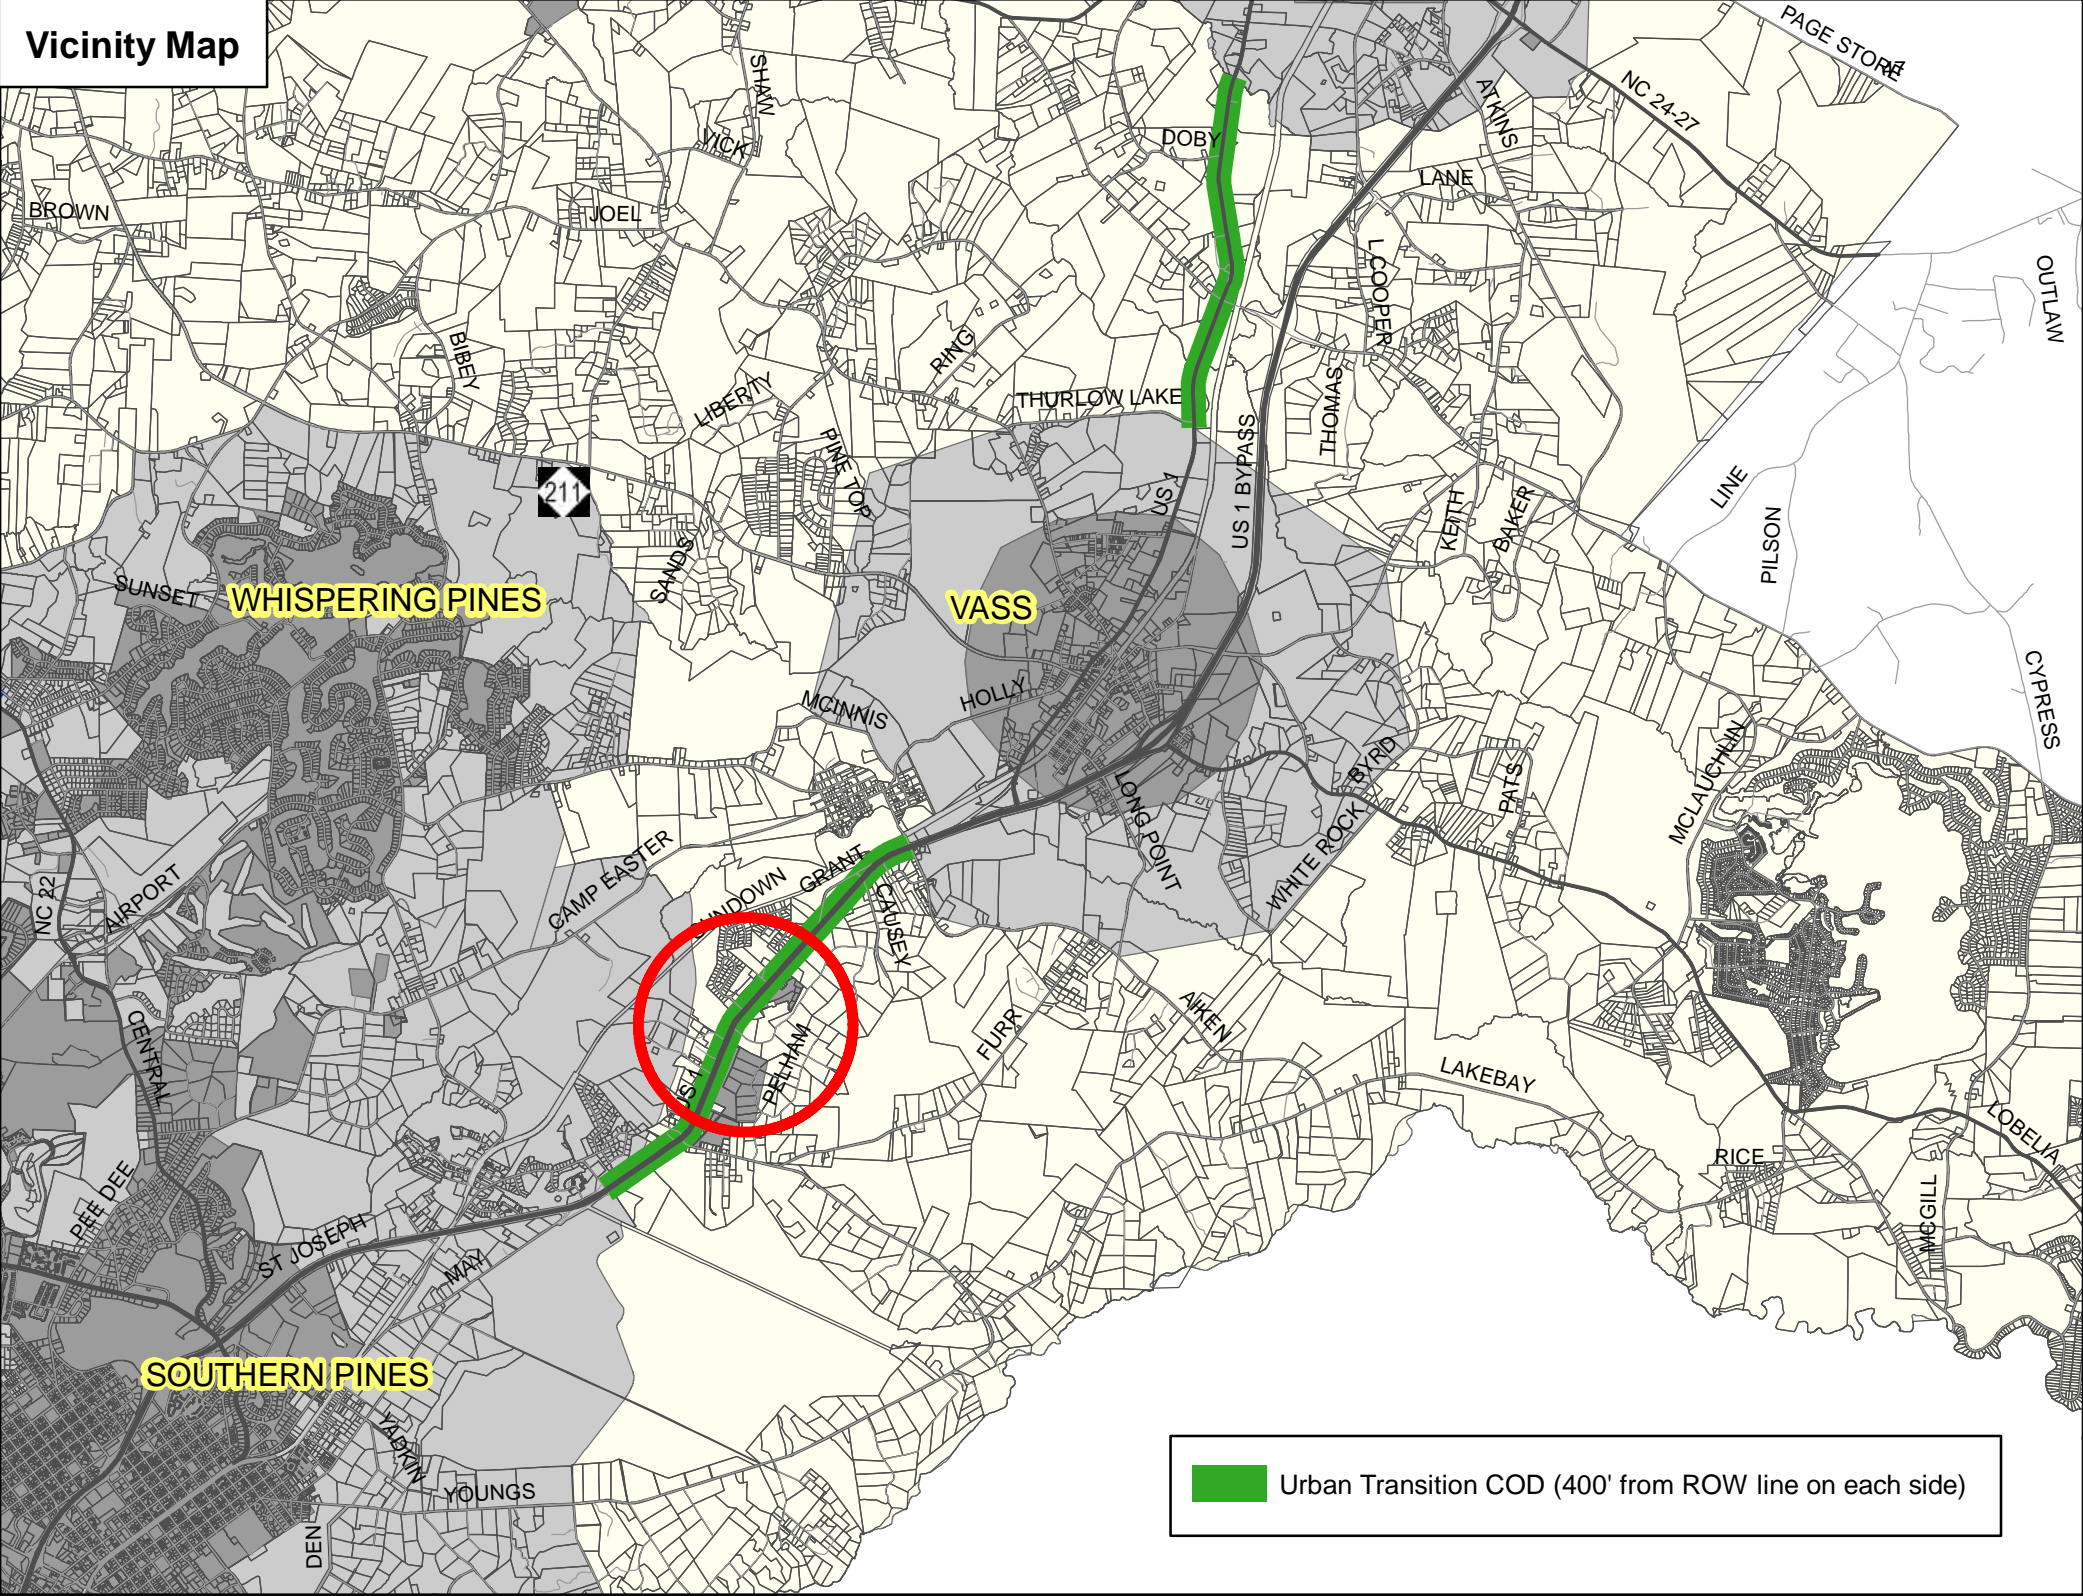 Vicinity Map
PAGE STORE
SHAW
NC 24-27
ATKINS
DOBY
VICK
LANE
BROWN
JOEL
L COOPER
OUTLAW
BIBEY
RING
LIBERTY
THURLOW LAKE
THOMAS
PINE TOP
US 1
US 1 BYPASS
211
LINE
KEITH
BAKER
PILSON
SANDS
SUNSET
WHISPERING PINES
VASS
CYPRESS
HOLLY
MCINNIS
BYRD
MCLAUCHLIN
PATS
LONG POINT
WHITE ROCK
CAMP EASTER
GRANT
SUNDOWN
CAUSEY
AIRPORT
NC 22
CENTRAL
AIKEN
FURR
PELHAM
US 1
LAKEBAY
LOBELIA
RICE
MCGILL
PEE DEE
ST JOSEPH
MAY
SOUTHERN PINES
YADKIN
YOUNGS
DEN
Urban Transition COD (400' from ROW line on each side)